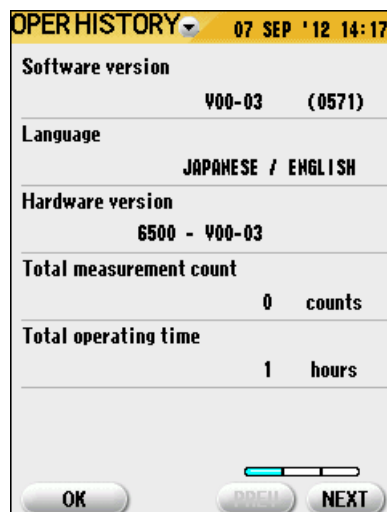 OPER HISTORY 07 SEP '12 14:17
Software version
V00-03 (0571)
Language
JAPANESE / ENGLISH
Hardware version
6500 - V00-03
Total measurement count
0 counts
Total operating time
1 hours
OK PREV NEXT